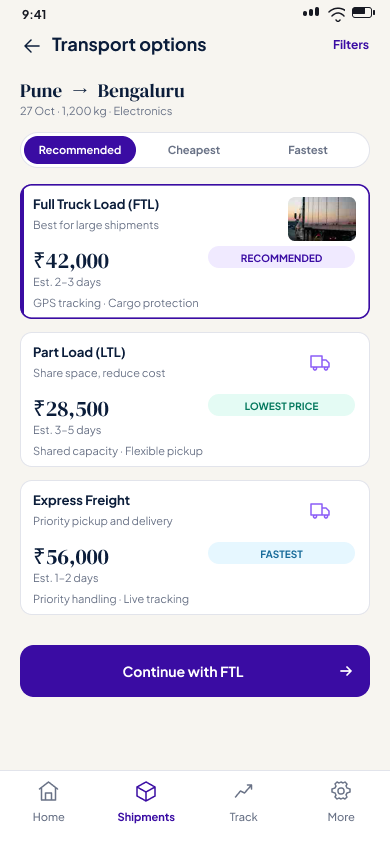 9:41
Transport options
Filters
Pune → Bengaluru
27 Oct · 1,200 kg · Electronics
Recommended
Cheapest
Fastest
Full Truck Load (FTL)
Best for large shipments
₹42,000
RECOMMENDED
Est. 2–3 days
GPS tracking · Cargo protection
Part Load (LTL)
Share space, reduce cost
₹28,500
LOWEST PRICE
Est. 3–5 days
Shared capacity · Flexible pickup
Express Freight
Priority pickup and delivery
₹56,000
FASTEST
Est. 1–2 days
Priority handling · Live tracking
Continue with FTL
Home
Shipments
Track
More